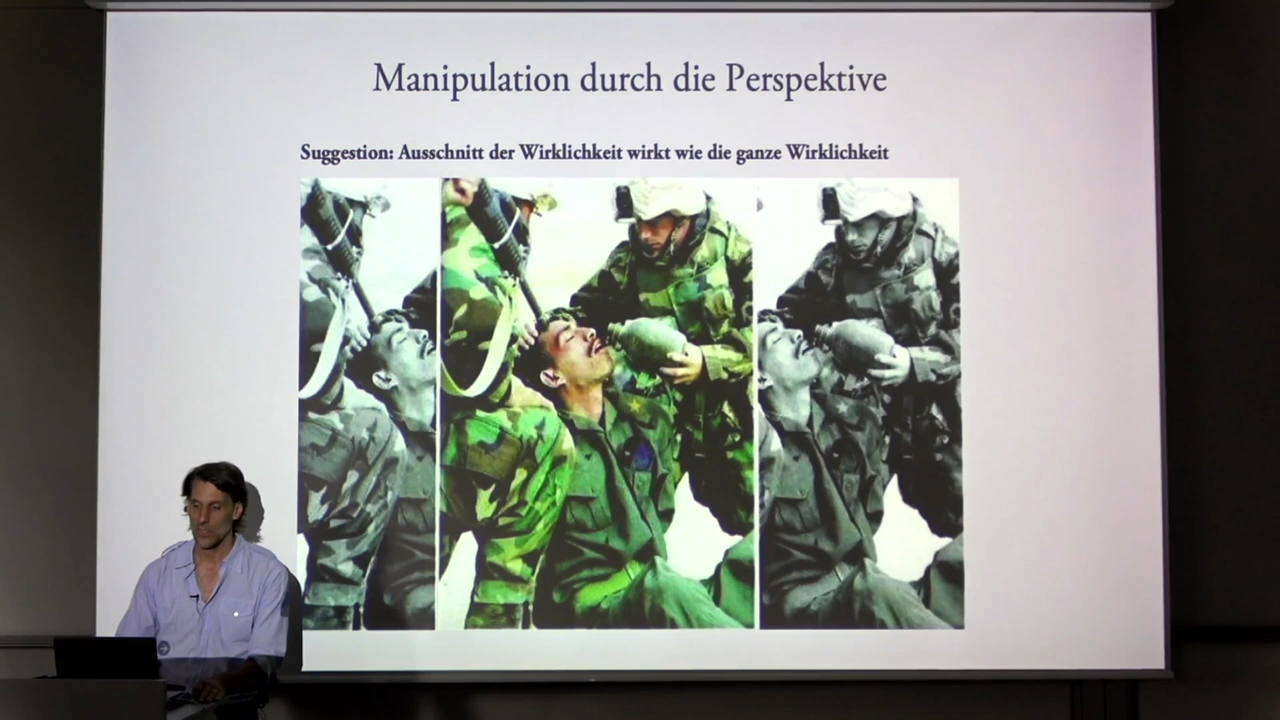 Manipulation durch die Perspektive
Suggestion: Ausschnitt der Wirklichkeit wirkt wie die ganze Wirklichkeit